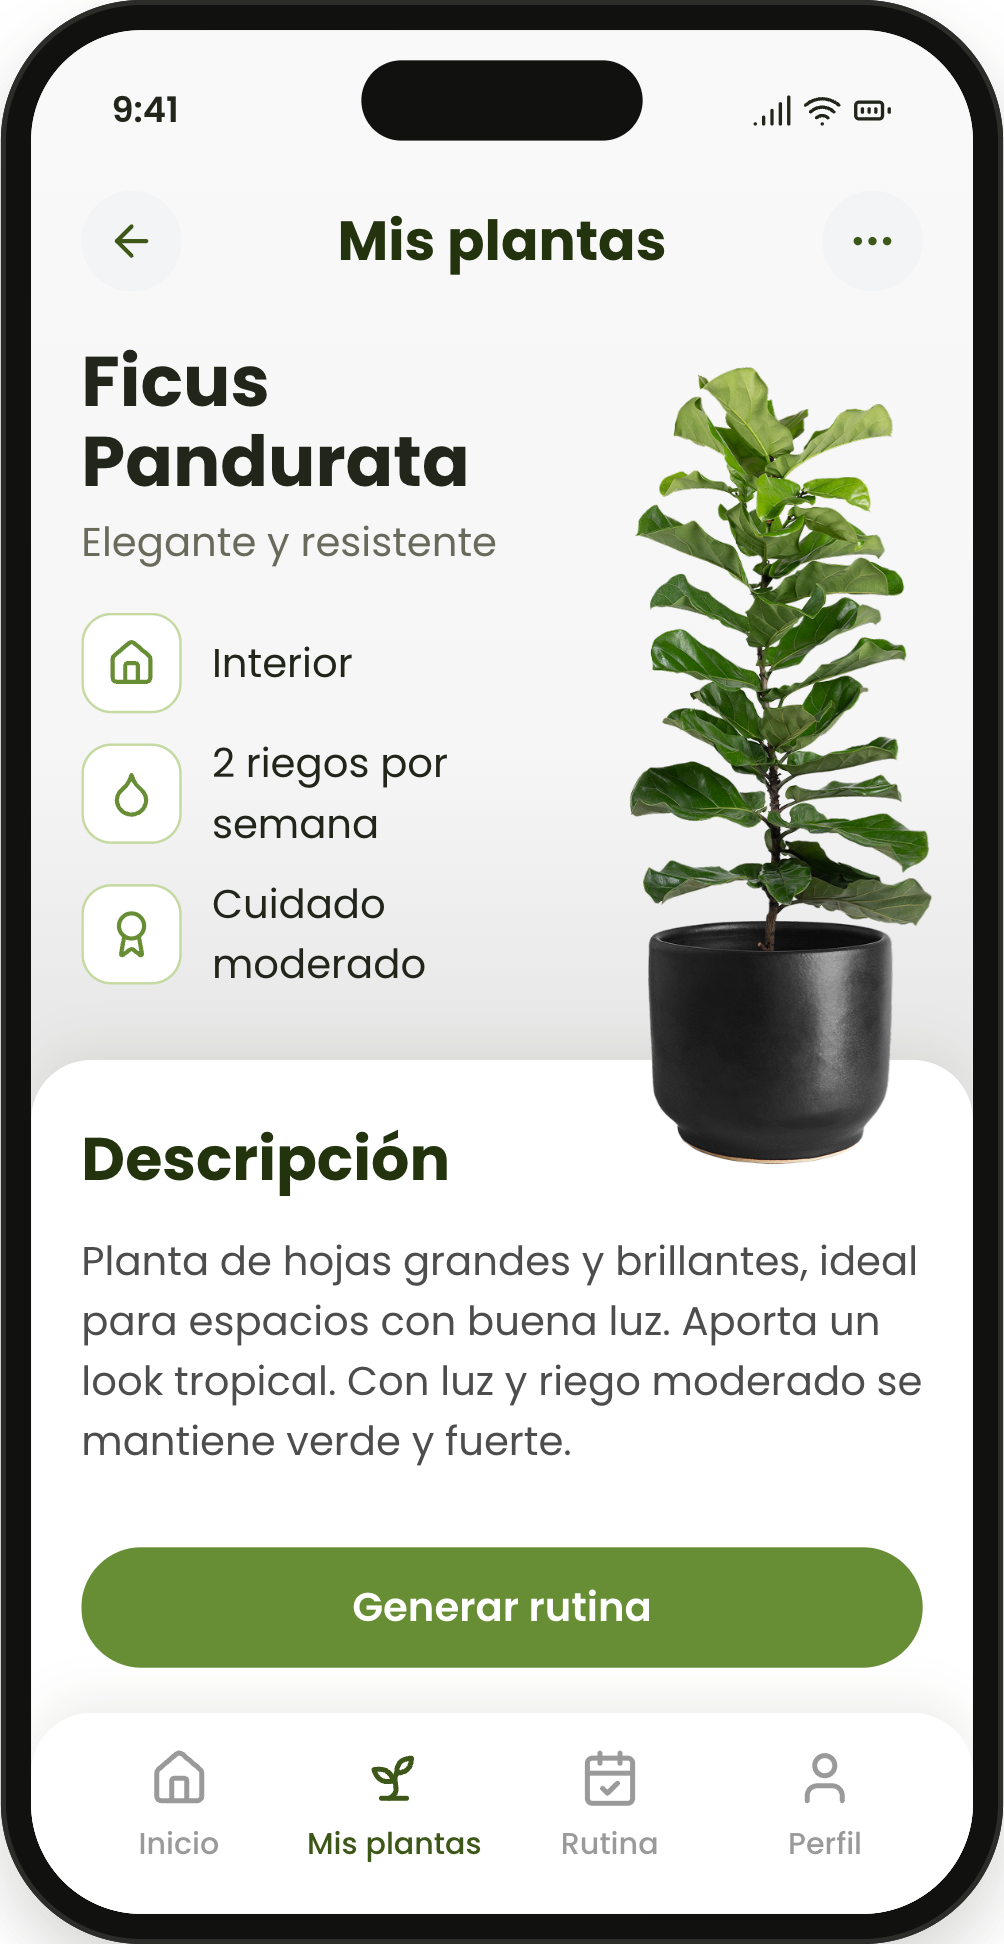 9:41
Mis plantas
Ficus
Pandurata
Elegante y resistente
Interior
2 riegos por
semana
Cuidado
moderado
Descripción
Planta de hojas grandes y brillantes, ideal
para espacios con buena luz. Aporta un
look tropical. Con luz y riego moderado se
mantiene verde y fuerte.
Generar rutina
Inicio
Mis plantas
Rutina
Perfil